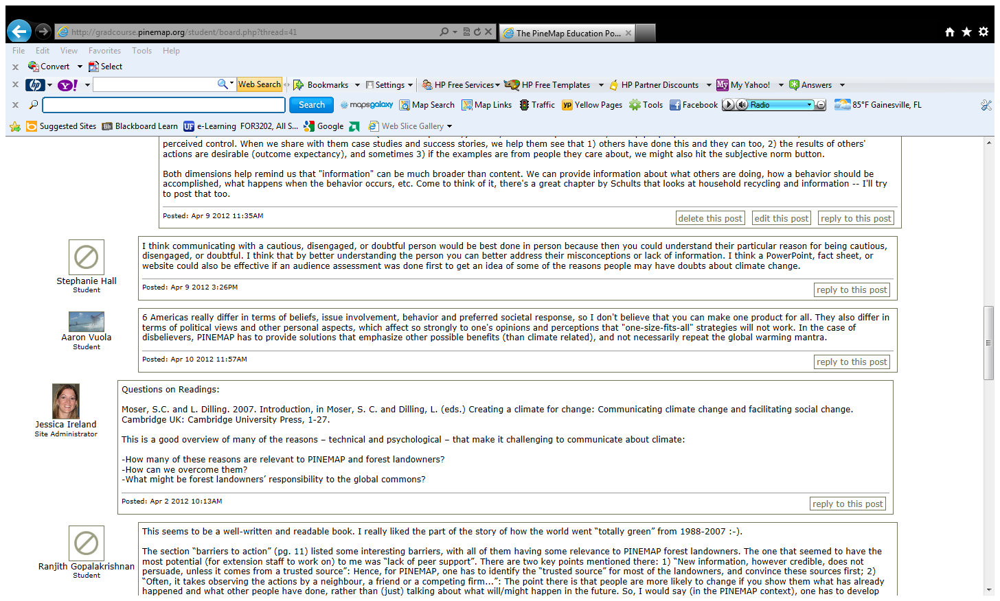 http://gradcourse.pinemap.org/student/board.php?thread=41
The PineMap Education Po...
File Edit View Favorites Tools Help
x Convert Select
x hp Y! Web Search Bookmarks Settings HP Free Services HP Free Templates HP Partner Discounts My My Yahoo! Answers
x Search mapsgalaxy Map Search Map Links Traffic yp Yellow Pages Tools Facebook Radio 85°F Gainesville, FL
Suggested Sites Bb Blackboard Learn UF e-Learning FOR3202, All S... Google Web Slice Gallery
perceived control. When we share with them case studies and success stories, we help them see that 1) others have done this and they can too, 2) the results of others'
actions are desirable (outcome expectancy), and sometimes 3) if the examples are from people they care about, we might also hit the subjective norm button.
Both dimensions help remind us that "information" can be much broader than content. We can provide information about what others are doing, how a behavior should be
accomplished, what happens when the behavior occurs, etc. Come to think of it, there's a great chapter by Schults that looks at household recycling and information -- I'll try
to post that too.
Posted: Apr 9 2012 11:35AM
delete this post edit this post reply to this post
Stephanie Hall
Student
I think communicating with a cautious, disengaged, or doubtful person would be best done in person because then you could understand their particular reason for being cautious,
disengaged, or doubtful. I think that by better understanding the person you can better address their misconceptions or lack of information. I think a PowerPoint, fact sheet, or
website could also be effective if an audience assessment was done first to get an idea of some of the reasons people may have doubts about climate change.
Posted: Apr 9 2012 3:26PM
reply to this post
Aaron Vuola
Student
6 Americas really differ in terms of beliefs, issue involvement, behavior and preferred societal response, so I don't believe that you can make one product for all. They also differ in
terms of political views and other personal aspects, which affect so strongly to one's opinions and perceptions that "one-size-fits-all" strategies will not work. In the case of
disbelievers, PINEMAP has to provide solutions that emphasize other possible benefits (than climate related), and not necessarily repeat the global warming mantra.
Posted: Apr 10 2012 11:57AM
reply to this post
Jessica Ireland
Site Administrator
Questions on Readings:
Moser, S.C. and L. Dilling. 2007. Introduction, in Moser, S. C. and Dilling, L. (eds.) Creating a climate for change: Communicating climate change and facilitating social change.
Cambridge UK: Cambridge University Press, 1-27.
This is a good overview of many of the reasons – technical and psychological – that make it challenging to communicate about climate:
-How many of these reasons are relevant to PINEMAP and forest landowners?
-How can we overcome them?
-What might be forest landowners’ responsibility to the global commons?
Posted: Apr 2 2012 10:13AM
reply to this post
Ranjith Gopalakrishnan
Student
This seems to be a well-written and readable book. I really liked the part of the story of how the world went “totally green” from 1988-2007 :-).
The section “barriers to action” (pg. 11) listed some interesting barriers, with all of them having some relevance to PINEMAP forest landowners. The one that seemed to have the
most potential (for extension staff to work on) to me was “lack of peer support”. There are two key points mentioned there: 1) “New information, however credible, does not
persuade, unless it comes from a trusted source”: Hence, for PINEMAP, one has to identify the “trusted source” for most of the landowners, and convince these sources first; 2)
“Often, it takes observing the actions by a neighbour, a friend or a competing firm...”: The point there is that people are more likely to change if you show them what has already
happened and what other people have done, rather than (just) talking about what will/might happen in the future. So, I would say (in the PINEMAP context), one has to develop